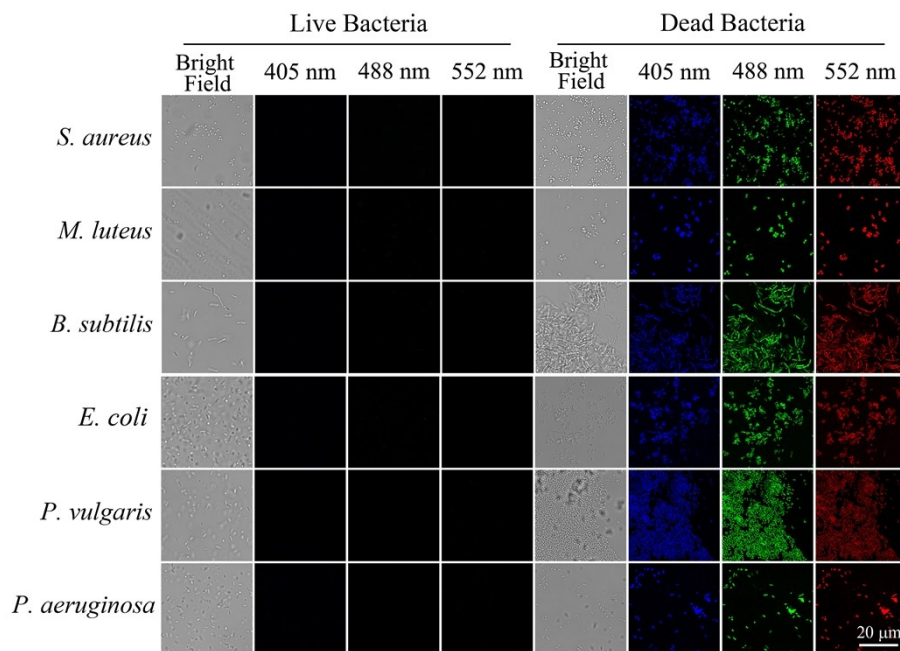 Live Bacteria Dead Bacteria
Bright Field 405 nm 488 nm 552 nm Bright Field 405 nm 488 nm 552 nm
S. aureus
M. luteus
B. subtilis
E. coli
P. vulgaris
P. aeruginosa
20 μm